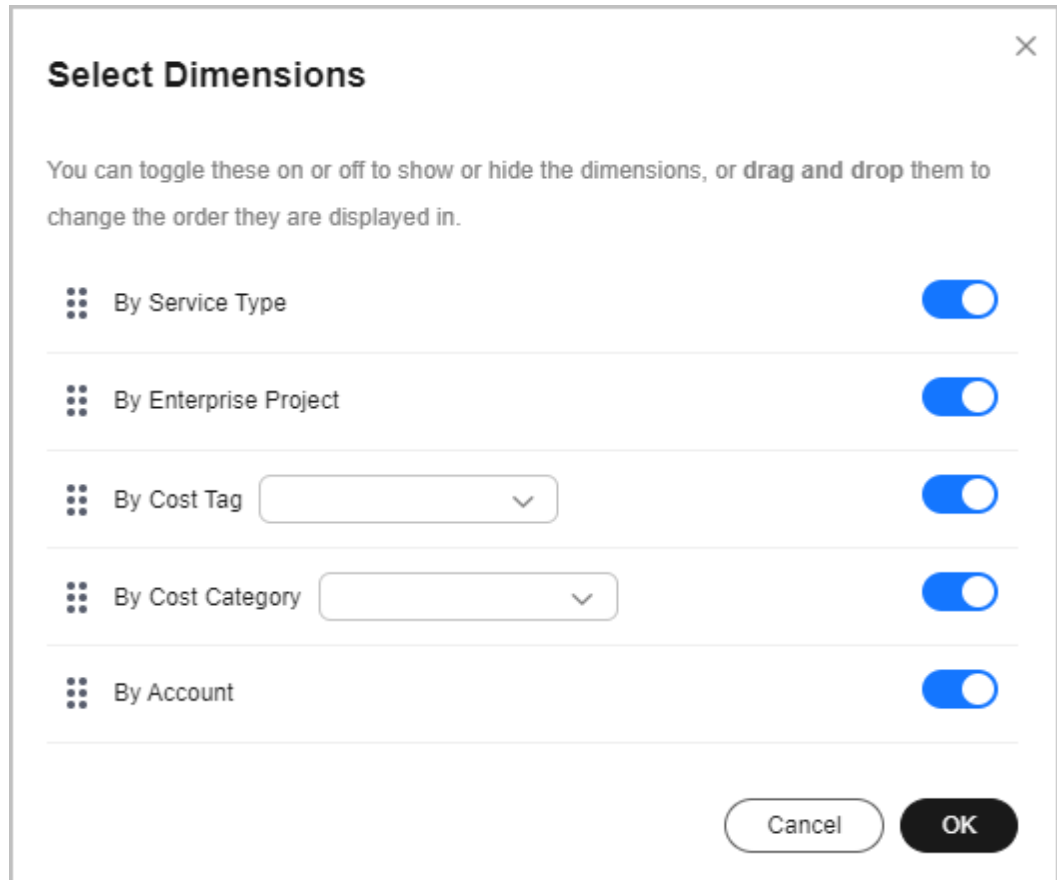 Select Dimensions
You can toggle these on or off to show or hide the dimensions, or drag and drop them to
change the order they are displayed in.
By Service Type
By Enterprise Project
By Cost Tag
By Cost Category
By Account
Cancel
OK